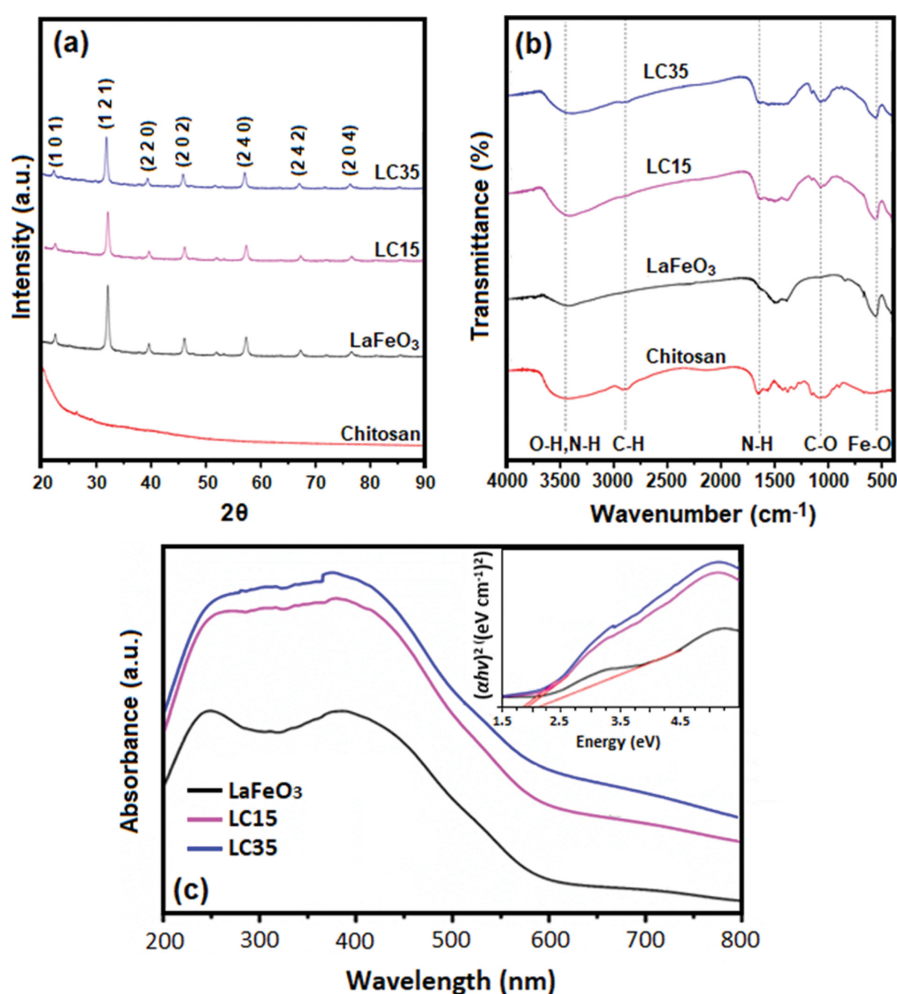 (a)
Intensity (a.u.)
(1 0 1)
(1 2 1)
(2 2 0)
(2 0 2)
(2 4 0)
(2 4 2)
(2 0 4)
LC35
LC15
LaFeO₃
Chitosan
20 30 40 50 60 70 80 90
2θ
(b)
Transmittance (%)
LC35
LC15
LaFeO₃
Chitosan
O-H,N-H C-H N-H C-O Fe-O
4000 3500 3000 2500 2000 1500 1000 500
Wavenumber (cm⁻¹)
Absorbance (a.u.)
LaFeO₃
LC15
LC35
(c)
200 300 400 500 600 700 800
Wavelength (nm)
(αhν)² ((eV cm⁻¹)²)
1.5 2.5 3.5 4.5
Energy (eV)